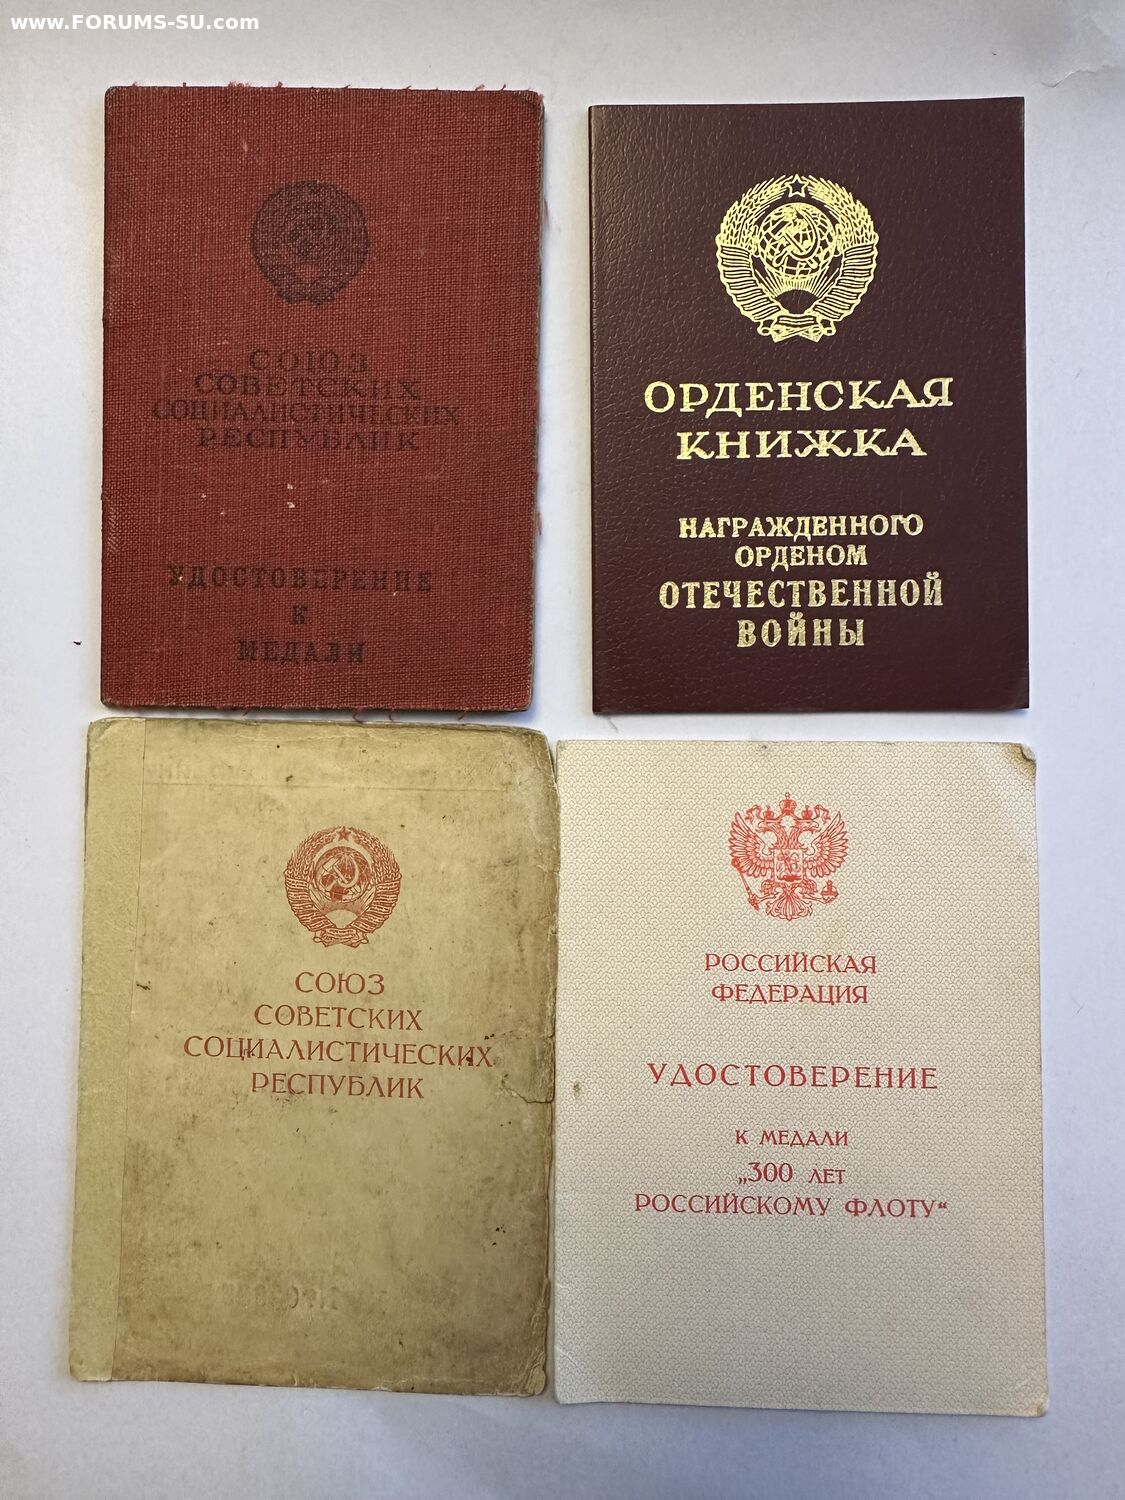 www.FORUMS-SU.com
СОЮЗ
СОВЕТСКИХ
СОЦИАЛИСТИЧЕСКИХ
РЕСПУБЛИК
УДОСТОВЕРЕНИЕ
К
МЕДАЛИ
ОРДЕНСКАЯ
КНИЖКА
НАГРАЖДЕННОГО
ОРДЕНОМ
ОТЕЧЕСТВЕННОЙ
ВОЙНЫ
СОЮЗ
СОВЕТСКИХ
СОЦИАЛИСТИЧЕСКИХ
РЕСПУБЛИК
РОССИЙСКАЯ
ФЕДЕРАЦИЯ
УДОСТОВЕРЕНИЕ
К МЕДАЛИ
„300 ЛЕТ
РОССИЙСКОМУ ФЛОТУ“